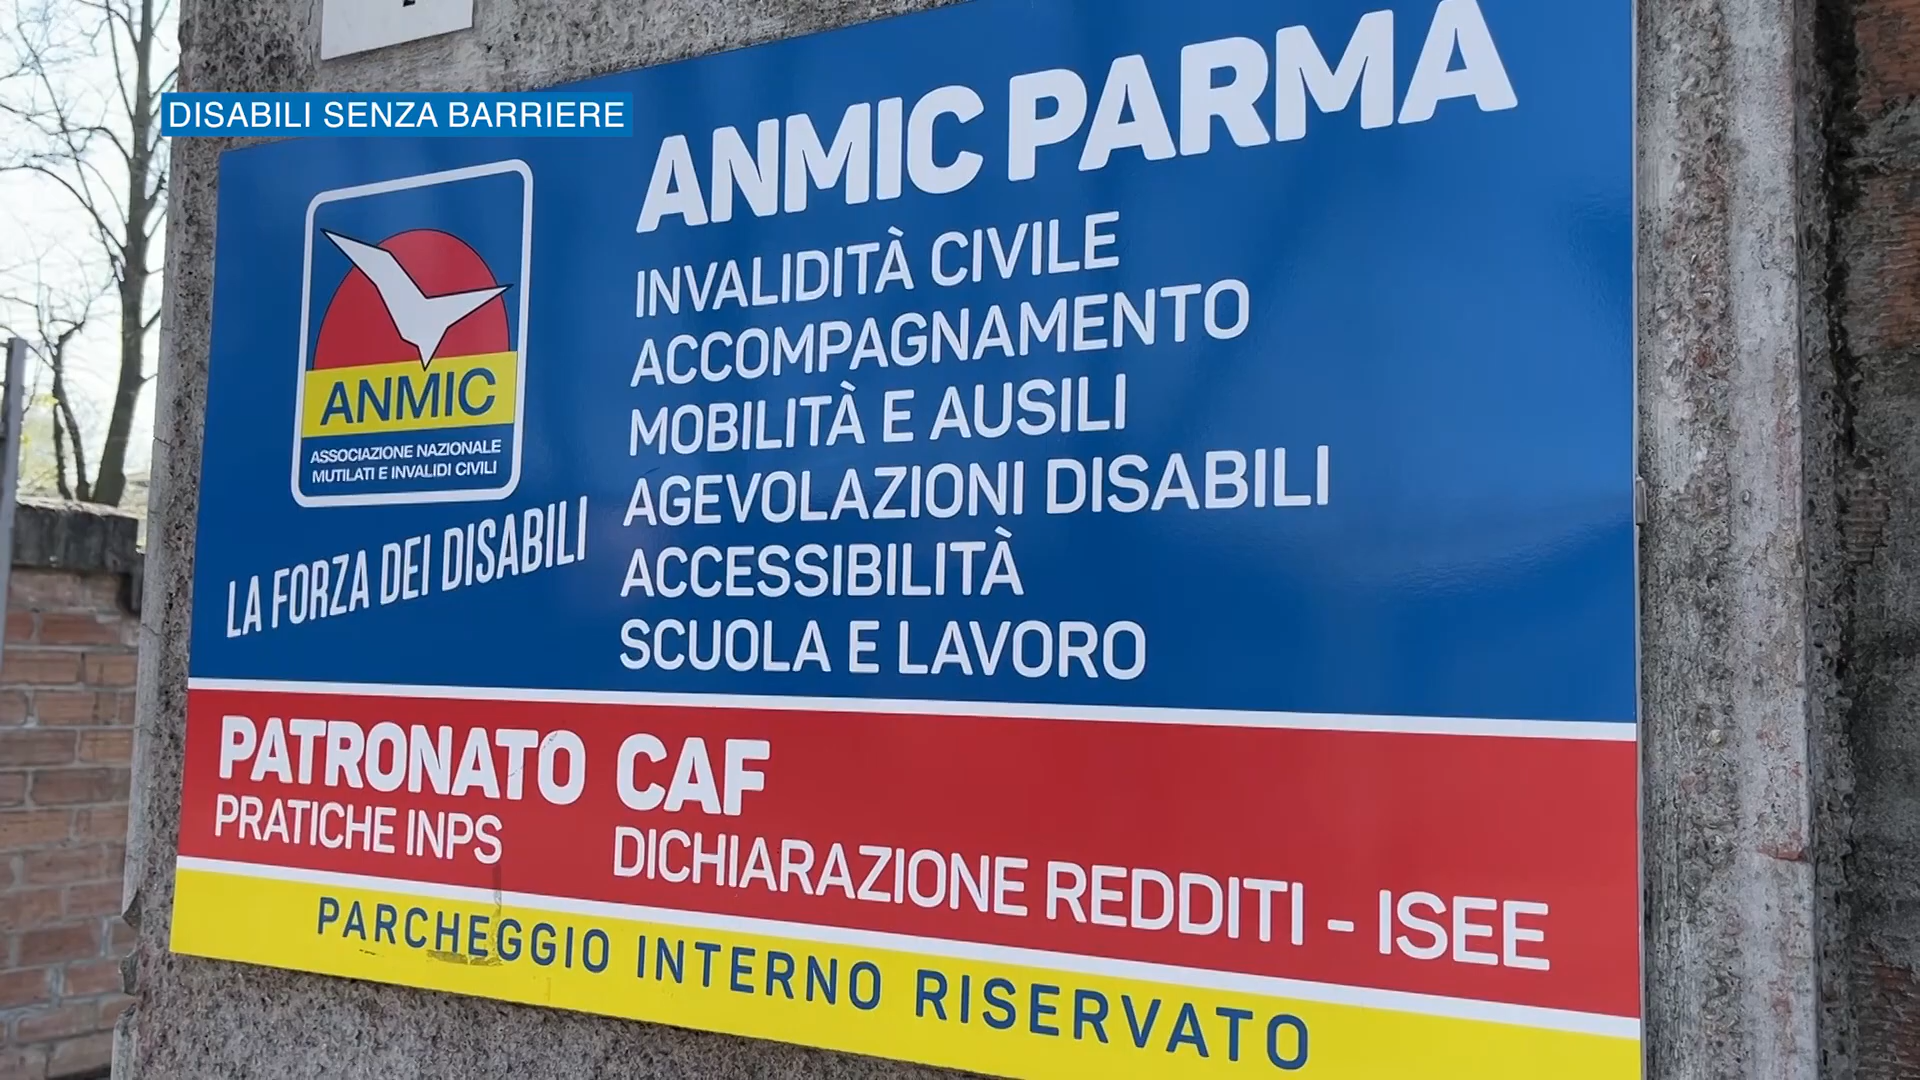 DISABILI SENZA BARRIERE
ANMIC PARMA
INVALIDITÀ CIVILE
ACCOMPAGNAMENTO
MOBILITÀ E AUSILI
AGEVOLAZIONI DISABILI
ACCESSIBILITÀ
SCUOLA E LAVORO
ANMIC
ASSOCIAZIONE NAZIONALE
MUTILATI E INVALIDI CIVILI
LA FORZA DEI DISABILI
PATRONATO
PRATICHE INPS
CAF
DICHIARAZIONE REDDITI - ISEE
PARCHEGGIO INTERNO RISERVATO